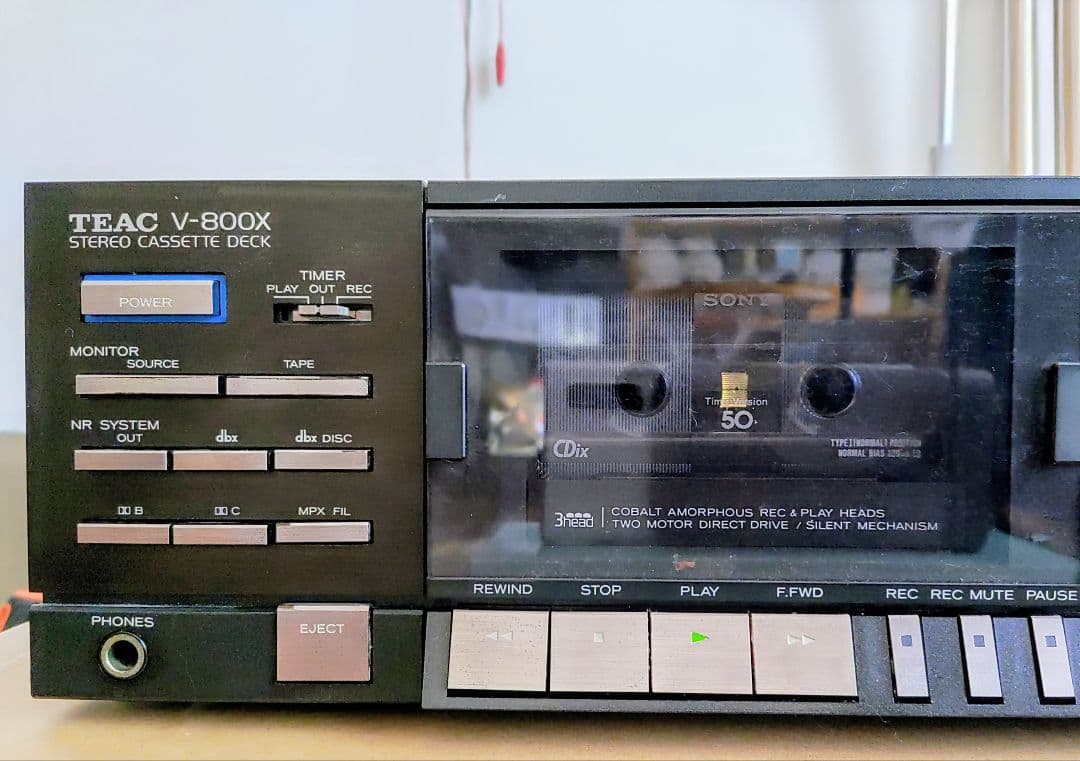 TEAC V-800X
STEREO CASSETTE DECK
POWER
TIMER
PLAY OUT REC
MONITOR
SOURCE TAPE
NR SYSTEM
OUT dbx dbx DISC
B C MPX FIL
PHONES
EJECT
SONY
Time Version
50
CDix
TYPE I (NORMAL) POSITION
NORMAL BIAS
3head
COBALT AMORPHOUS REC & PLAY HEADS
TWO MOTOR DIRECT DRIVE / SILENT MECHANISM
REWIND STOP PLAY F.FWD REC REC MUTE PAUSE